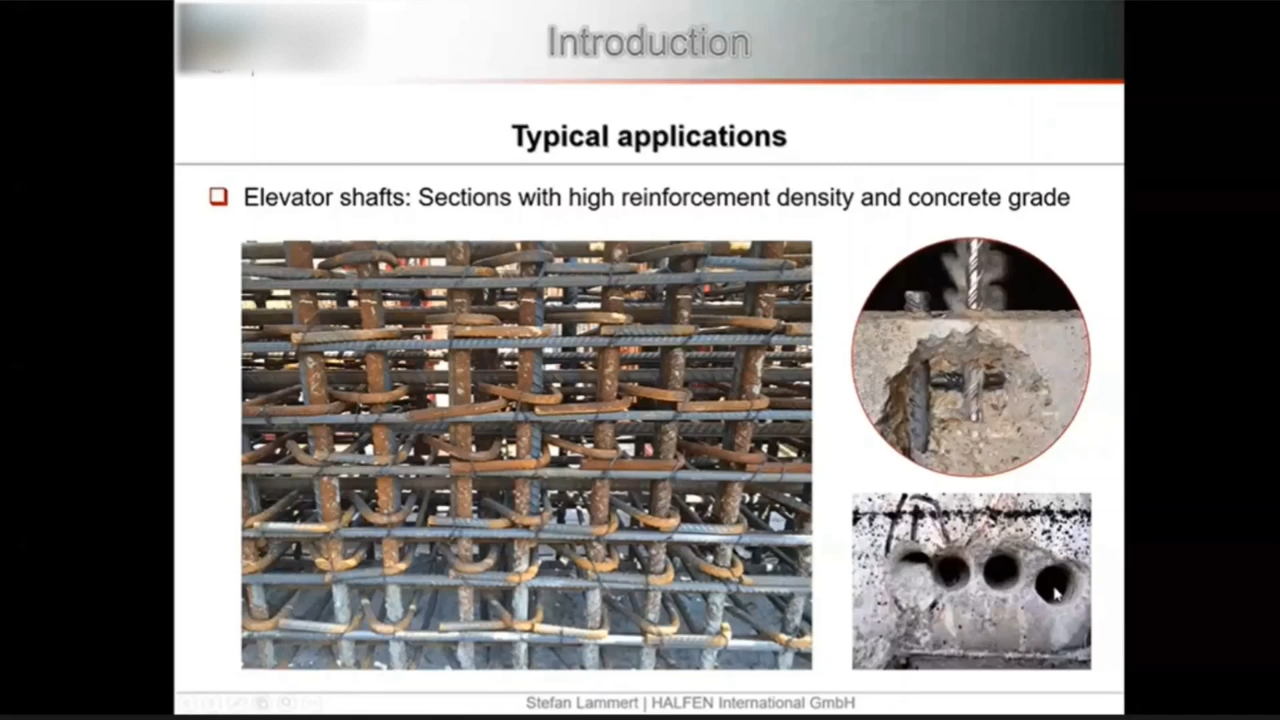 Introduction
Typical applications
Elevator shafts: Sections with high reinforcement density and concrete grade
Stefan Lammert | HALFEN International GmbH